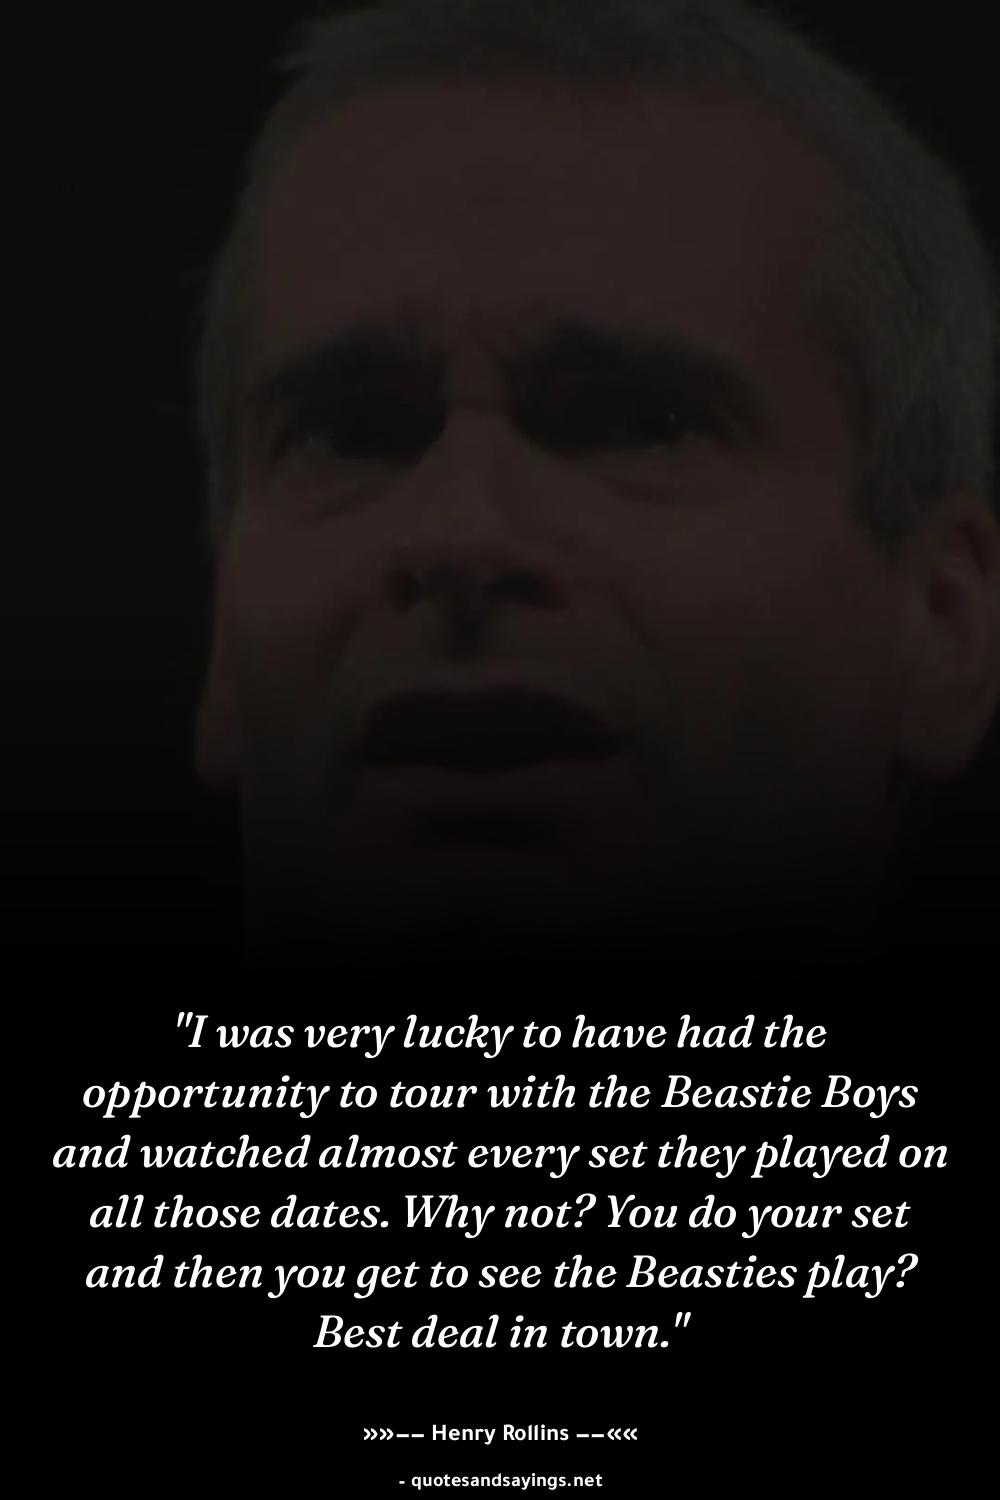 "I was very lucky to have had the
opportunity to tour with the Beastie Boys
and watched almost every set they played on
all those dates. Why not? You do your set
and then you get to see the Beasties play?
Best deal in town."
»»−− Henry Rollins −−««
- quotesandsayings.net